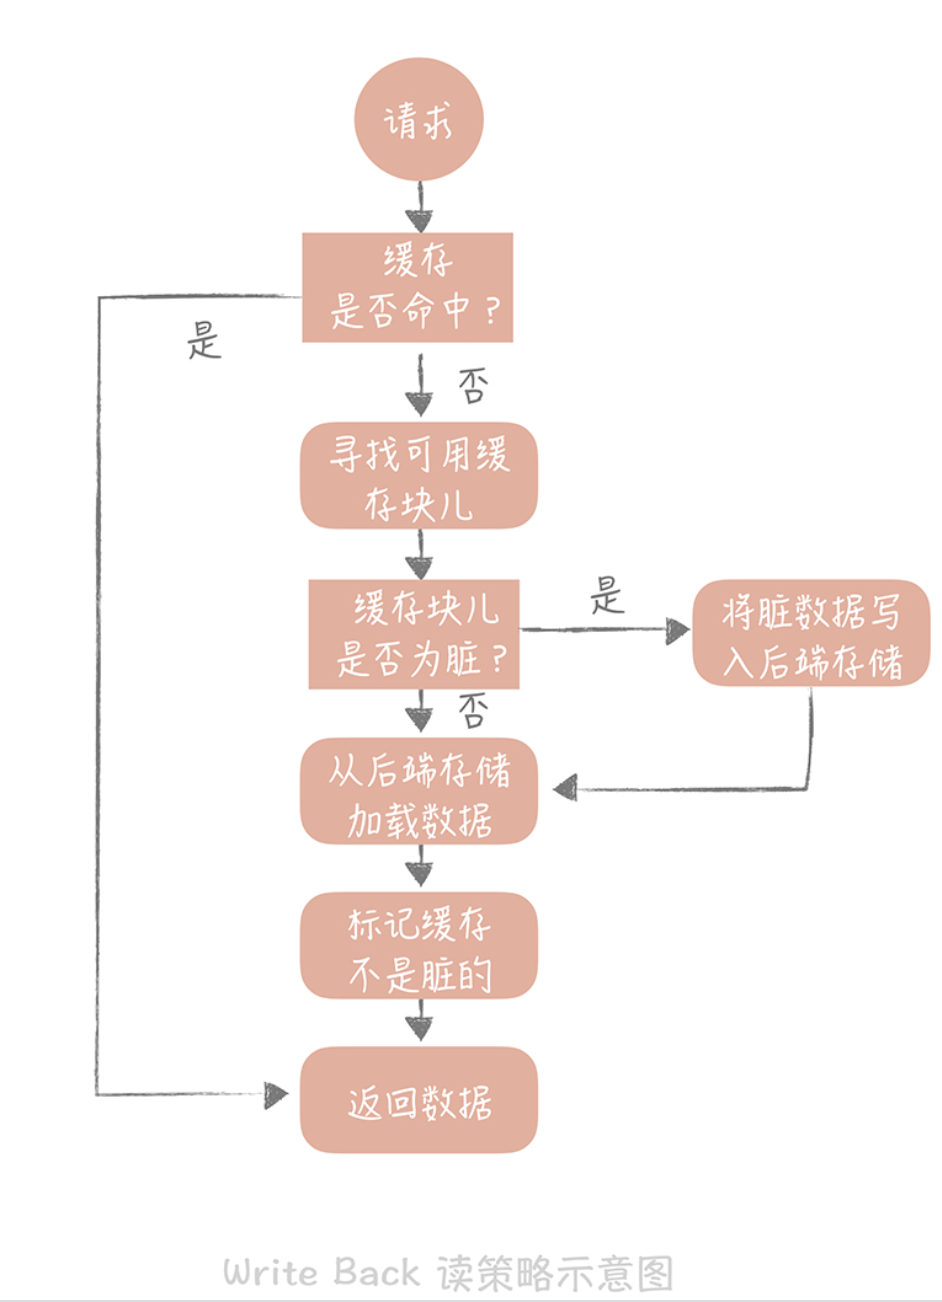 请求
缓存
是否命中?
是
否
寻找可用缓
存块儿
缓存块儿
是否为脏?
是
将脏数据写
入后端存储
否
从后端存储
加载数据
标记缓存
不是脏的
返回数据
Write Back 读策略示意图